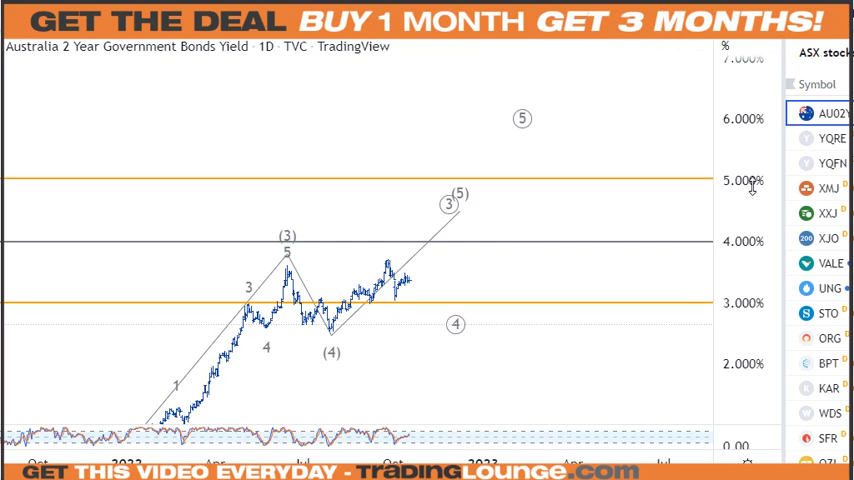 GET THE DEAL BUY 1 MONTH GET 3 MONTHS!
Australia 2 Year Government Bonds Yield · 1D · TVC · TradingView
%
ASX stocks
7.000%
Symbol
6.000%
5
AU02Y
YQRE
YQFN
5.000%
XMJ D
(5)
3
XXJ D
(3)
5
4.000%
200 XJO D
VALE
3
3.000%
UNG
STO D
4
ORG D
4
(4)
2.000%
BPT D
1
KAR D
WDS D
SFR D
0.00
Oct 2022 Apr Jul Oct 2023 Apr Jul
OZL D
GET THIS VIDEO EVERYDAY - TRADINGLOUNGE.com